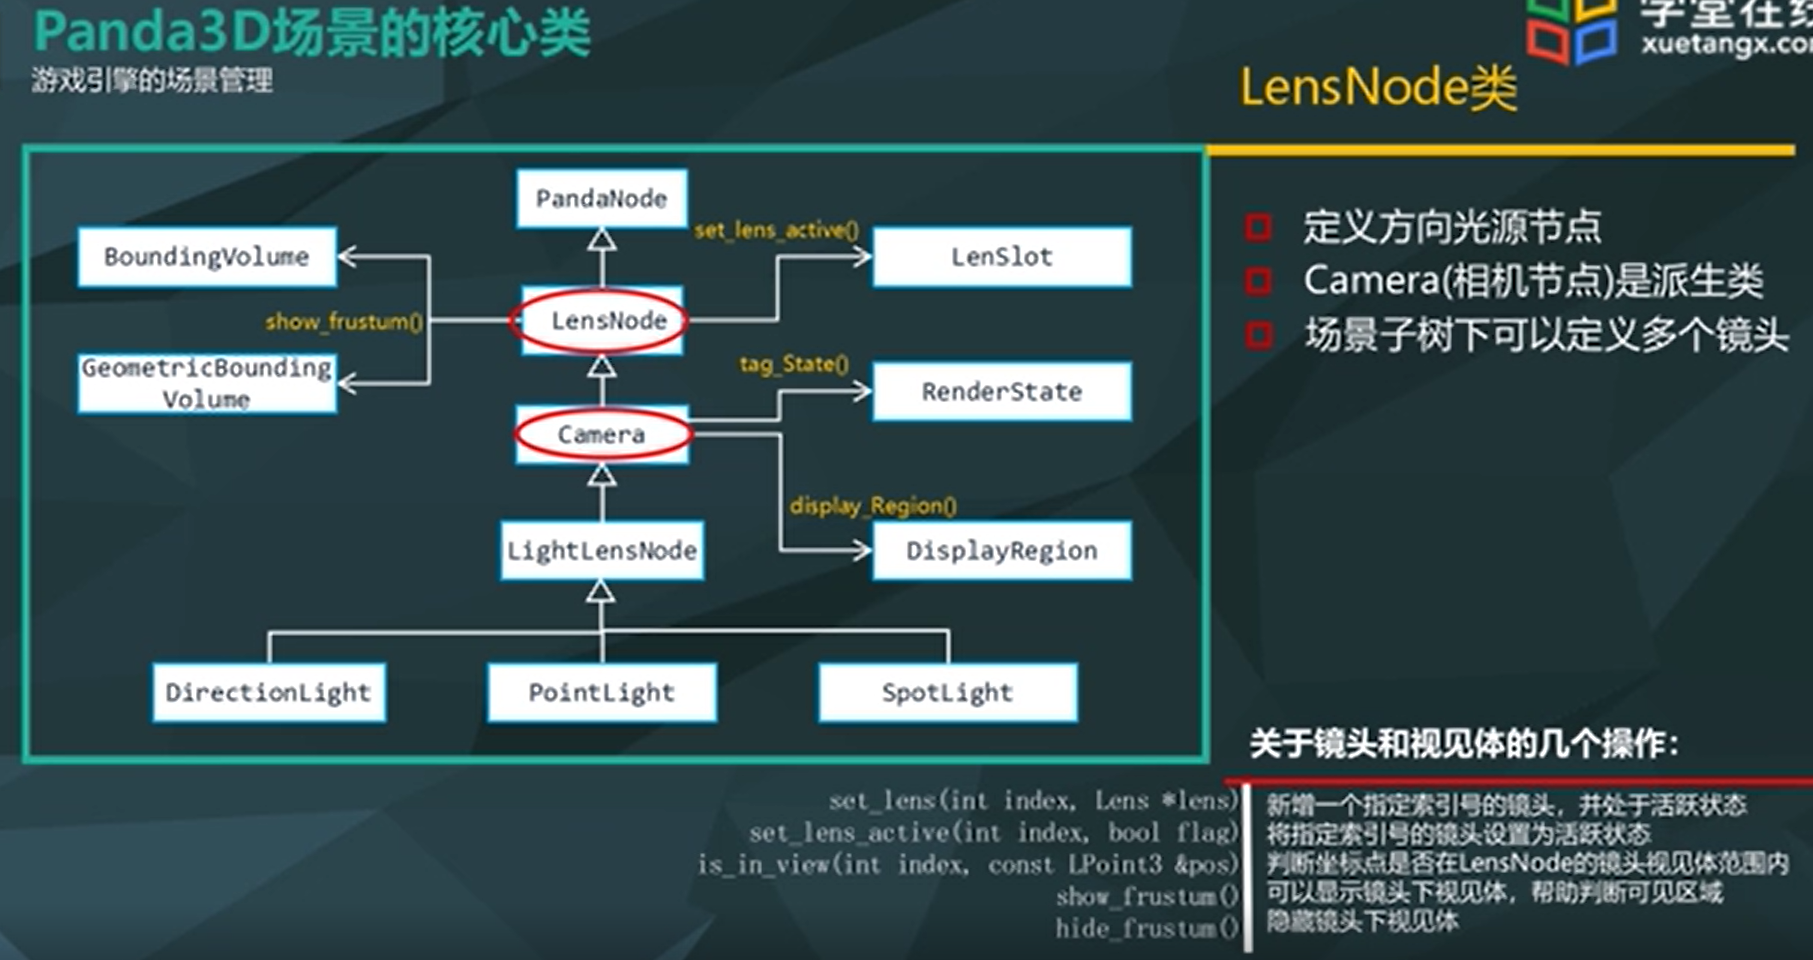 Panda3D场景的核心类
游戏引擎的场景管理
学堂在线
xuetangx.com
LensNode类
PandaNode
set_lens_active()
BoundingVolume
LenSlot
LensNode
show_frustum()
GeometricBounding
Volume
tag_State()
RenderState
Camera
display_Region()
LightLensNode
DisplayRegion
DirectionLight
PointLight
SpotLight
定义方向光源节点
Camera(相机节点)是派生类
场景子树下可以定义多个镜头
关于镜头和视见体的几个操作：
set_lens(int index, Lens *lens) 新增一个指定索引号的镜头，并处于活跃状态
set_lens_active(int index, bool flag) 将指定索引号的镜头设置为活跃状态
is_in_view(int index, const LPoint3 &pos) 判断坐标点是否在LensNode的镜头视见体范围内
show_frustum() 可以显示镜头下视见体，帮助判断可见区域
hide_frustum() 隐藏镜头下视见体